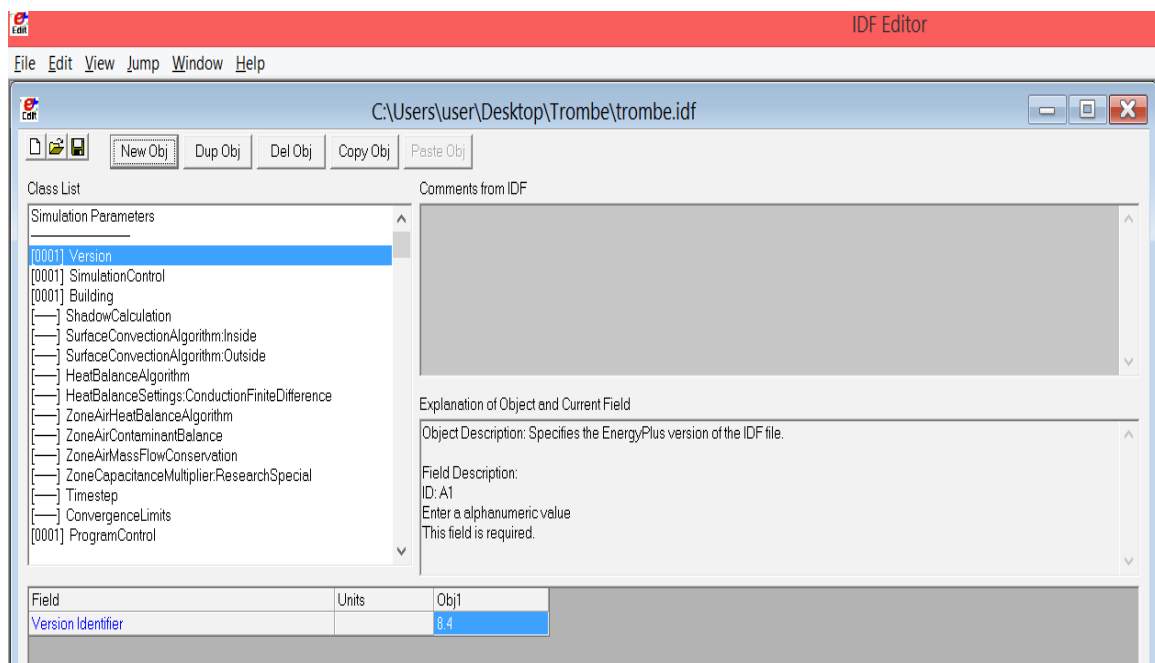 IDF Editor
File Edit View Jump Window Help
C:\Users\user\Desktop\Trombe\trombe.idf
New Obj Dup Obj Del Obj Copy Obj Paste Obj
Class List
Simulation Parameters
[0001] Version
[0001] SimulationControl
[0001] Building
[----] ShadowCalculation
[----] SurfaceConvectionAlgorithm:Inside
[----] SurfaceConvectionAlgorithm:Outside
[----] HeatBalanceAlgorithm
[----] HeatBalanceSettings:ConductionFiniteDifference
[----] ZoneAirHeatBalanceAlgorithm
[----] ZoneAirContaminantBalance
[----] ZoneAirMassFlowConservation
[----] ZoneCapacitanceMultiplier:ResearchSpecial
[----] Timestep
[----] ConvergenceLimits
[0001] ProgramControl
Comments from IDF
Explanation of Object and Current Field
Object Description: Specifies the EnergyPlus version of the IDF file.
Field Description:
ID: A1
Enter a alphanumeric value
This field is required.
Field Units Obj1
Version Identifier 8.4